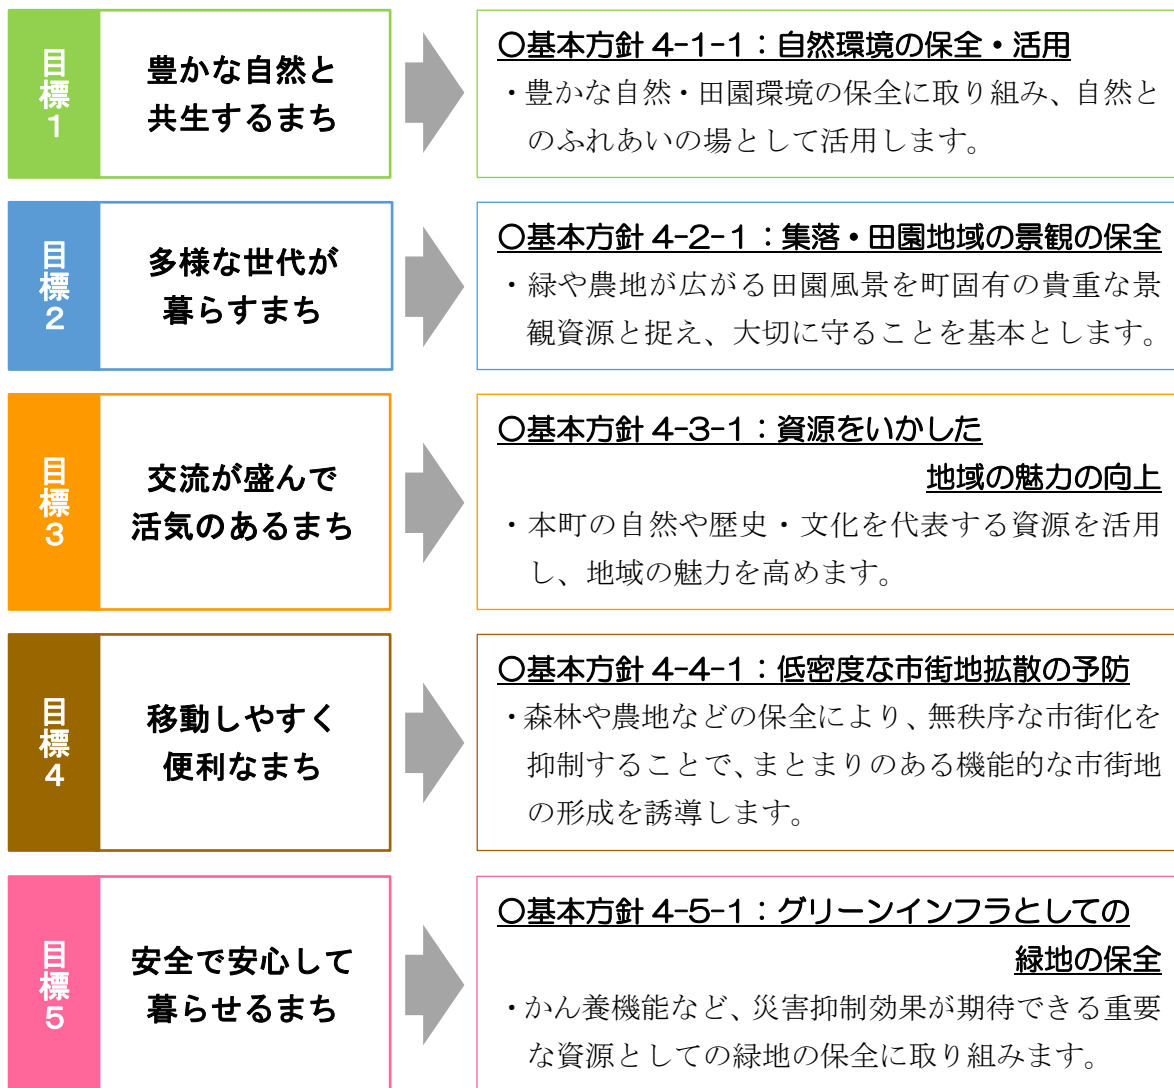 目標1
豊かな自然と
共生するまち
〇基本方針 4-1-1：自然環境の保全・活用
・豊かな自然・田園環境の保全に取り組み、自然と
のふれあいの場として活用します。
目標2
多様な世代が
暮らすまち
〇基本方針 4-2-1：集落・田園地域の景観の保全
・緑や農地が広がる田園風景を町固有の貴重な景
観資源と捉え、大切に守ることを基本とします。
目標3
交流が盛んで
活気のあるまち
〇基本方針 4-3-1：資源をいかした
地域の魅力の向上
・本町の自然や歴史・文化を代表する資源を活用
し、地域の魅力を高めます。
目標4
移動しやすく
便利なまち
〇基本方針 4-4-1：低密度な市街地拡散の予防
・森林や農地などの保全により、無秩序な市街化を
抑制することで、まとまりのある機能的な市街地
の形成を誘導します。
目標5
安全で安心して
暮らせるまち
〇基本方針 4-5-1：グリーンインフラとしての
緑地の保全
・かん養機能など、災害抑制効果が期待できる重要
な資源としての緑地の保全に取り組みます。